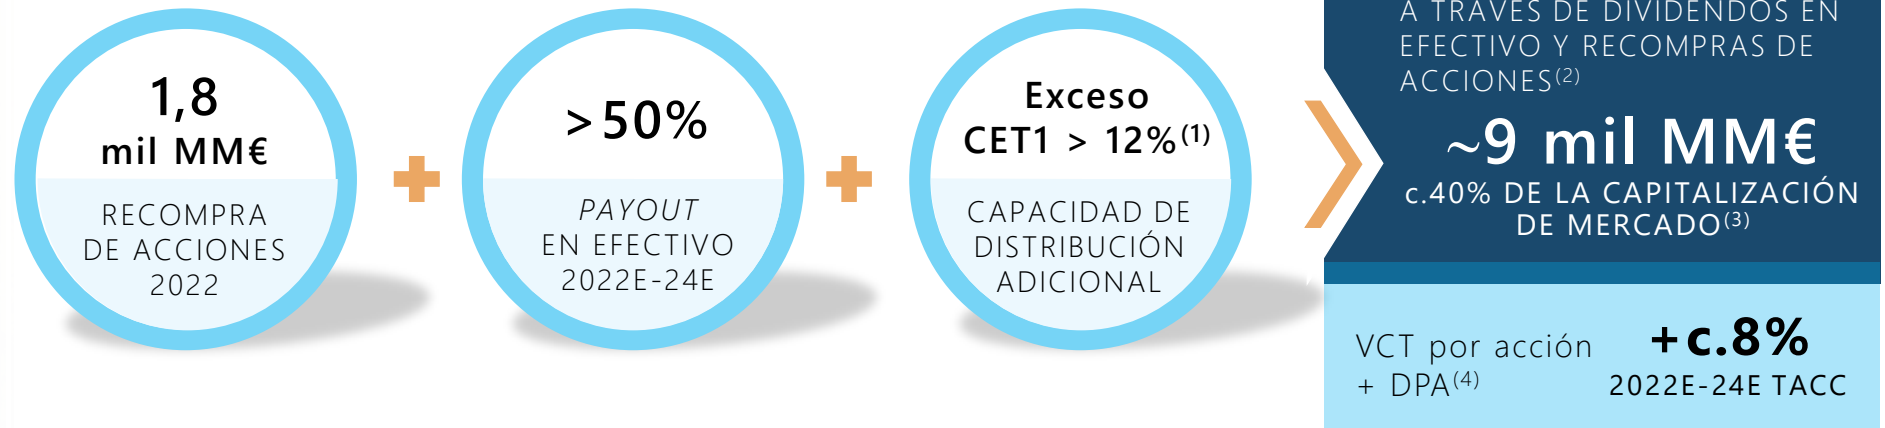 1,8
mil MM€
RECOMPRA
DE ACCIONES
2022
>50%
PAYOUT
EN EFECTIVO
2022E-24E
Exceso
CET1 > 12%(1)
CAPACIDAD DE
DISTRIBUCIÓN
ADICIONAL
A TRAVÉS DE DIVIDENDOS EN
EFECTIVO Y RECOMPRAS DE
ACCIONES(2)
~9 mil MM€
c.40% DE LA CAPITALIZACIÓN
DE MERCADO(3)
VCT por acción
+ DPA(4)
+c.8%
2022E-24E TACC